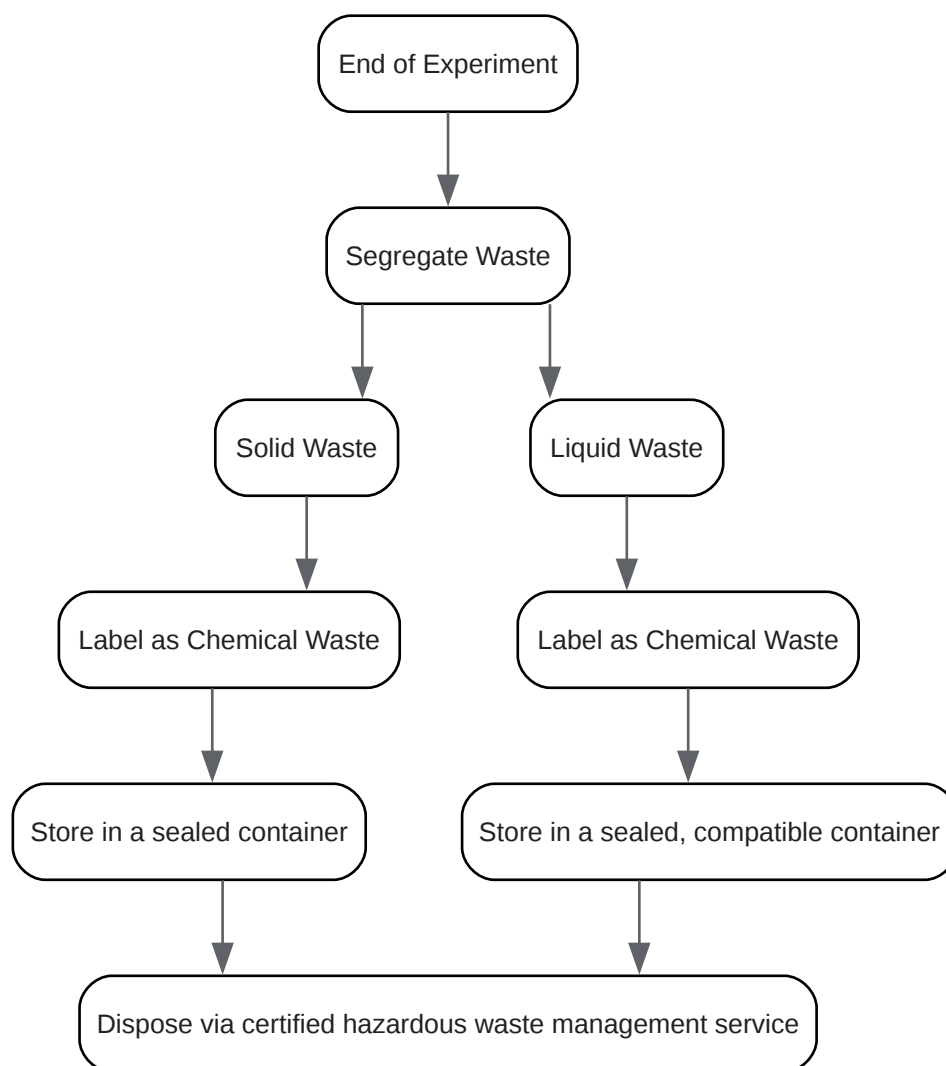 End of Experiment
Segregate Waste
Solid Waste
Liquid Waste
Label as Chemical Waste
Label as Chemical Waste
Store in a sealed container
Store in a sealed, compatible container
Dispose via certified hazardous waste management service